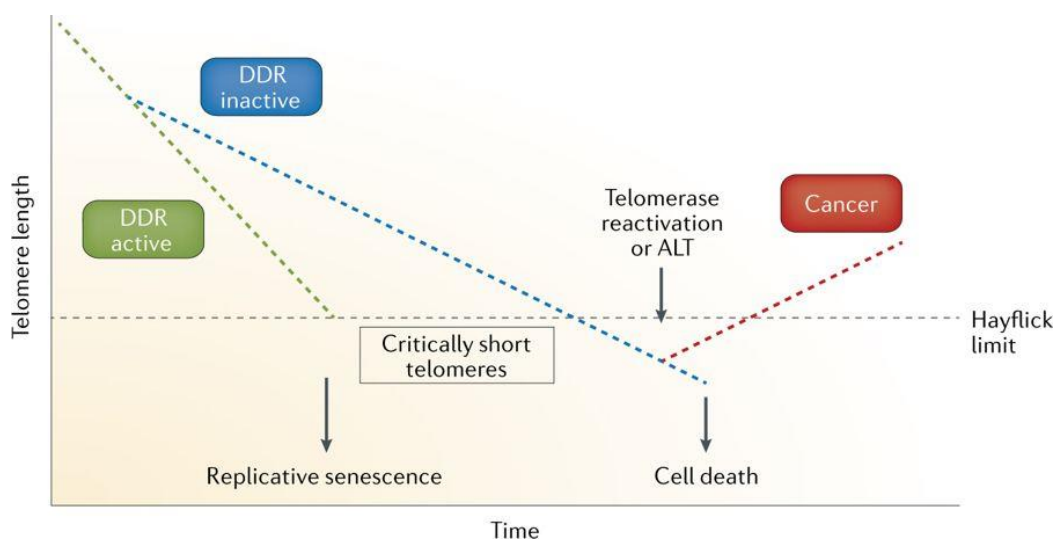 DDR
inactive
DDR
active
Telomerase
reactivation
or ALT
Cancer
Telomere length
Hayflick
limit
Critically short
telomeres
Replicative senescence
Cell death
Time